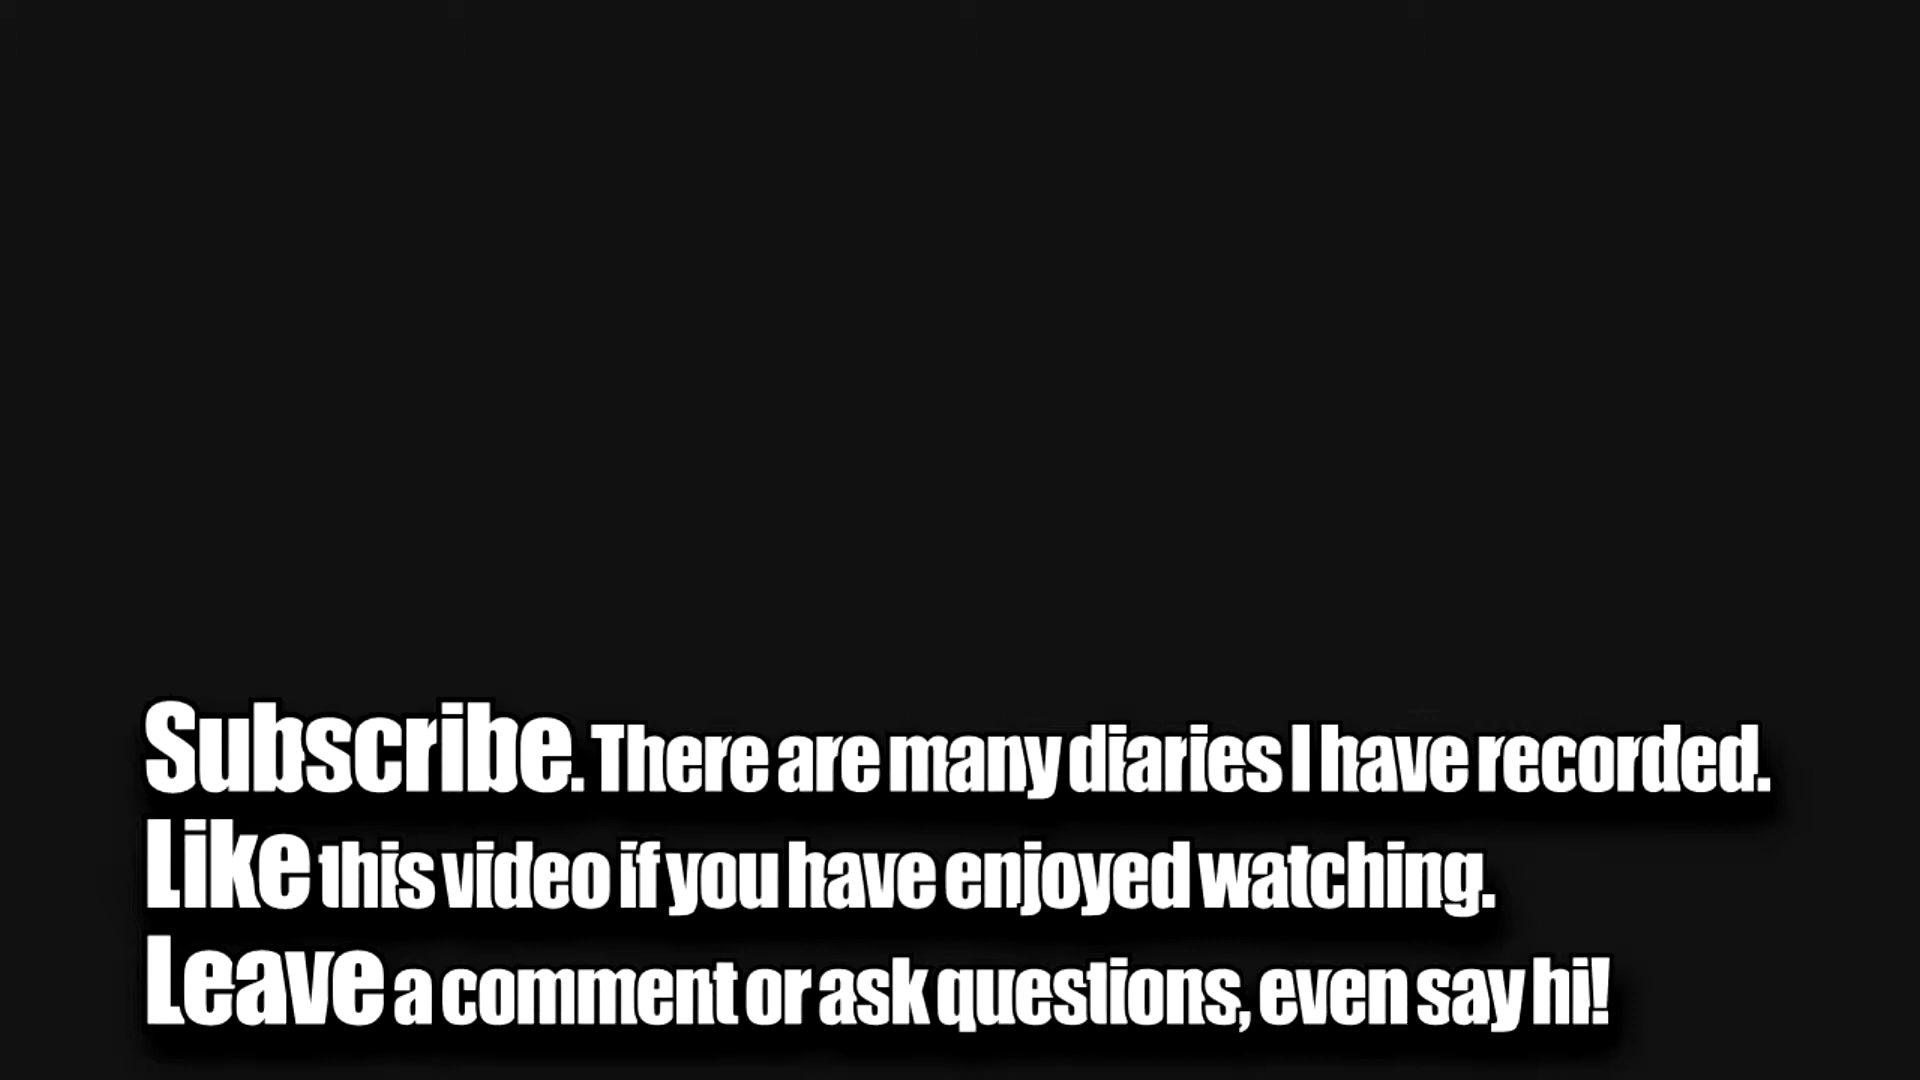 Subscribe. There are many diaries I have recorded.
Like this video if you have enjoyed watching.
Leave a comment or ask questions, even say hi!